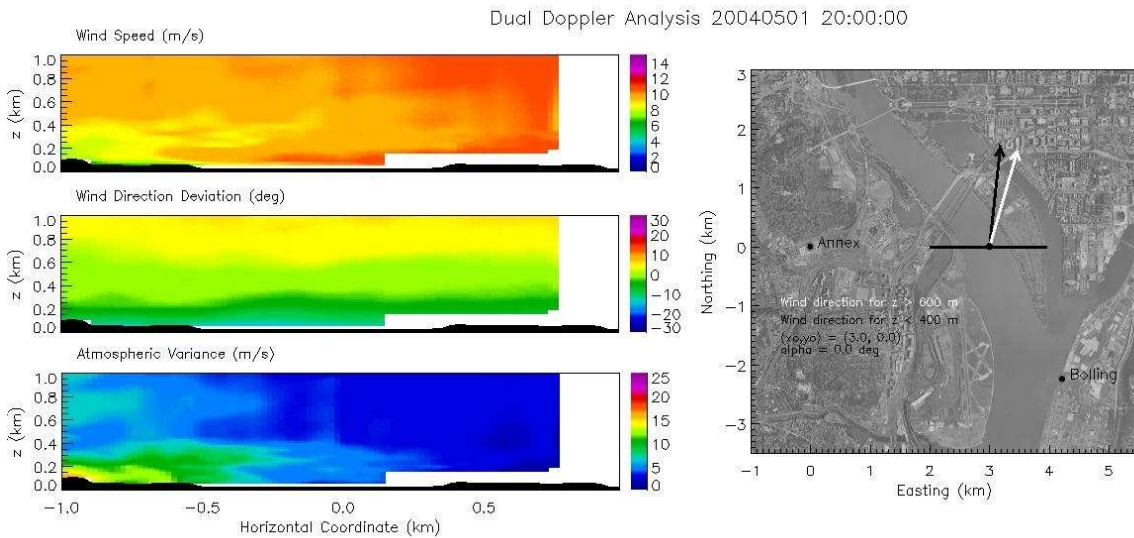 Dual Doppler Analysis 20040501 20:00:00
Wind Speed (m/s)
z (km)
1.0
0.8
0.6
0.4
0.2
0.0
14
12
10
8
6
4
2
0
Wind Direction Deviation (deg)
z (km)
1.0
0.8
0.6
0.4
0.2
0.0
30
20
10
0
−10
−20
−30
Atmospheric Variance (m/s)
z (km)
1.0
0.8
0.6
0.4
0.2
0.0
25
20
15
10
5
0
−1.0 −0.5 0.0 0.5
Horizontal Coordinate (km)
Northing (km)
3
2
1
0
−1
−2
−3
Annex
Wind direction for z > 600 m
Wind direction for z < 400 m
(xo,yo) = (3.0, 0.0)
alpha = 0.0 deg
Bolling
−1 0 1 2 3 4 5
Easting (km)